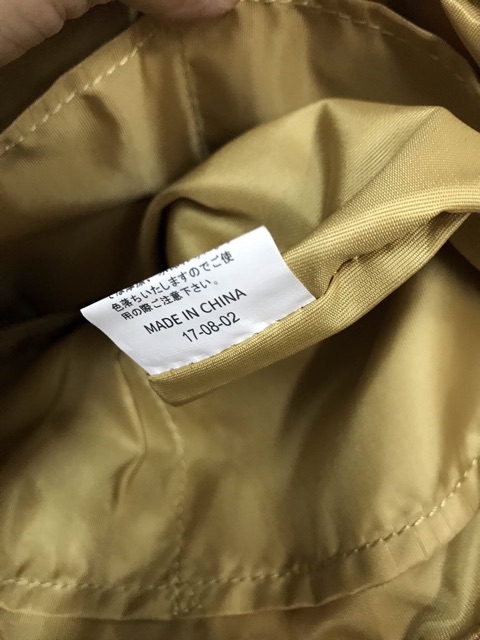 色落ちいたしますのでご使
用の際ご注意下さい。
MADE IN CHINA
17-08-02